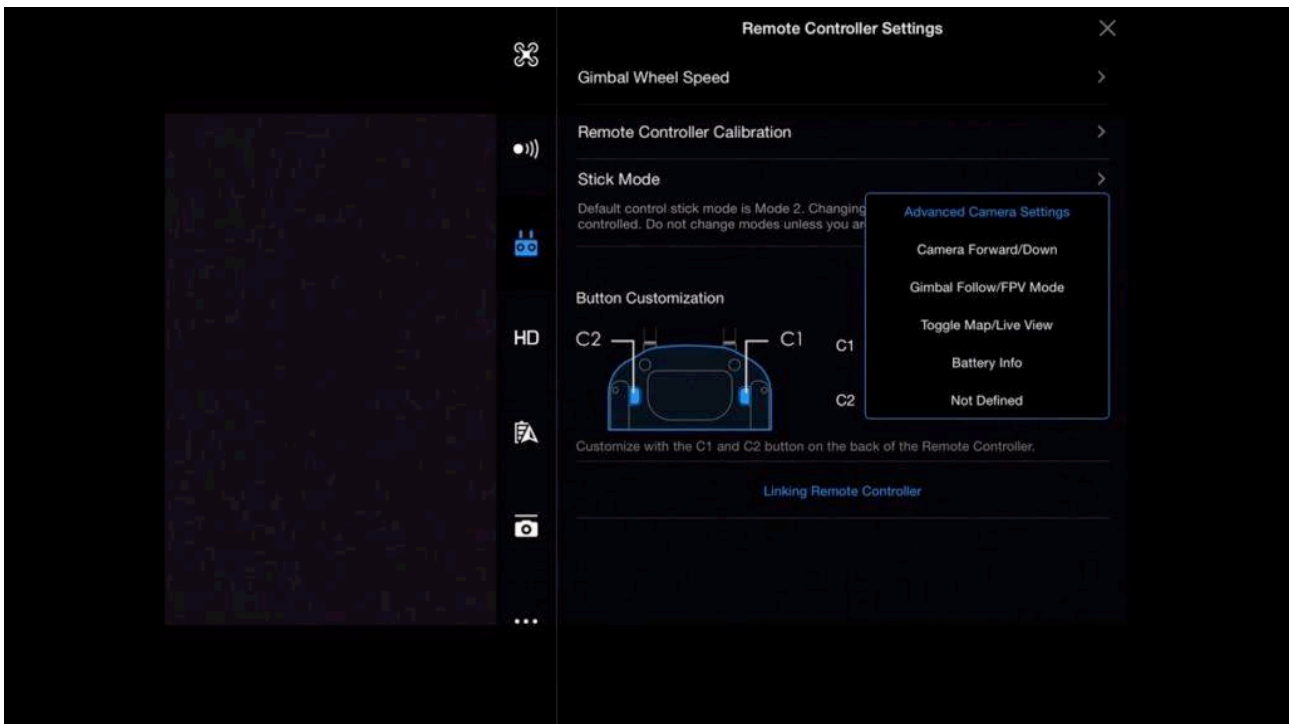 Remote Controller Settings
Gimbal Wheel Speed
Remote Controller Calibration
Stick Mode
Default control stick mode is Mode 2. Changing
controlled. Do not change modes unless you ar
Advanced Camera Settings
Camera Forward/Down
Gimbal Follow/FPV Mode
Toggle Map/Live View
Battery Info
Not Defined
Button Customization
C2
C1
C1
C2
HD
Customize with the C1 and C2 button on the back of the Remote Controller.
Linking Remote Controller